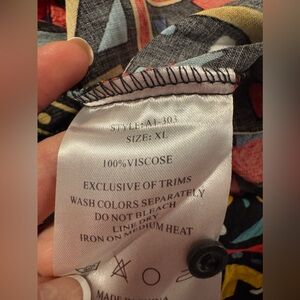 STYLE: A1-303
SIZE: XL
100%VISCOSE
EXCLUSIVE OF TRIMS
WASH COLORS SEPARATELY
DO NOT BLEACH
LINE DRY
IRON ON MEDIUM HEAT
MADE